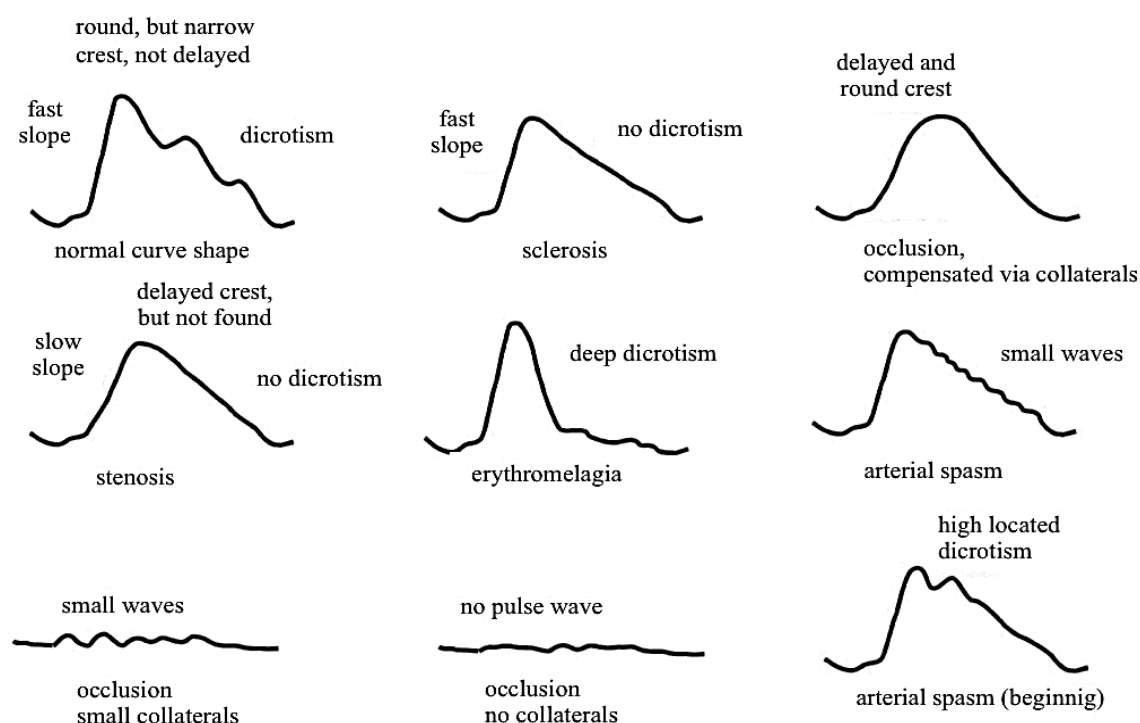 round, but narrow
crest, not delayed
fast
slope
dicrotism
normal curve shape
fast
slope
no dicrotism
sclerosis
delayed and
round crest
occlusion,
compensated via collaterals
delayed crest,
but not found
slow
slope
no dicrotism
stenosis
deep dicrotism
erythromelagia
small waves
arterial spasm
small waves
occlusion
small collaterals
no pulse wave
occlusion
no collaterals
high located
dicrotism
arterial spasm (beginnig)